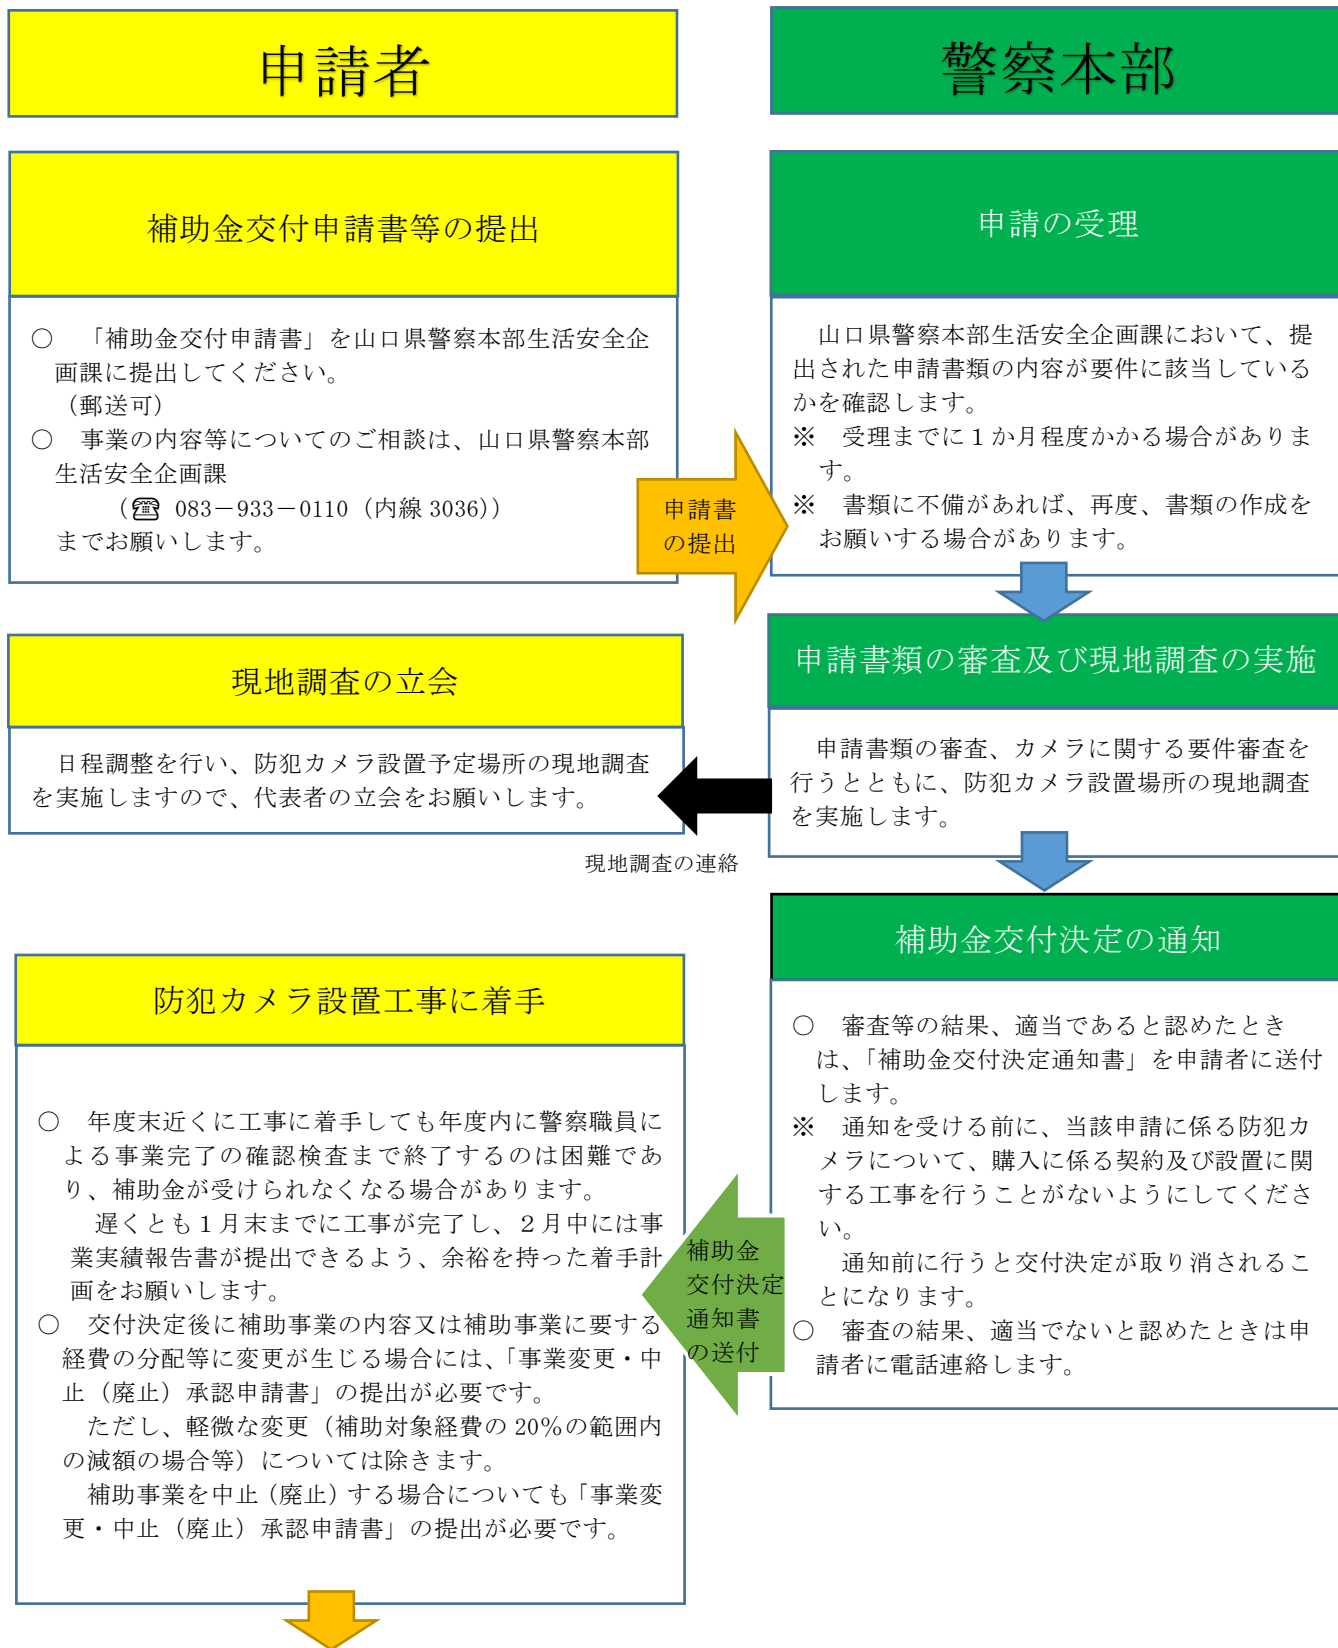 申請者
警察本部
補助金交付申請書等の提出
○　「補助金交付申請書」を山口県警察本部生活安全企
画課に提出してください。
（郵送可）
○　事業の内容等についてのご相談は、山口県警察本部
生活安全企画課
（☎ 083－933－0110（内線 3036））
までお願いします。
申請書
の提出
申請の受理
山口県警察本部生活安全企画課において、提
出された申請書類の内容が要件に該当している
かを確認します。
※　受理までに１か月程度かかる場合がありま
す。
※　書類に不備があれば、再度、書類の作成を
お願いする場合があります。
申請書類の審査及び現地調査の実施
申請書類の審査、カメラに関する要件審査を
行うとともに、防犯カメラ設置場所の現地調査
を実施します。
現地調査の連絡
現地調査の立会
日程調整を行い、防犯カメラ設置予定場所の現地調査
を実施しますので、代表者の立会をお願いします。
補助金交付決定の通知
○　審査等の結果、適当であると認めたとき
は、「補助金交付決定通知書」を申請者に送付
します。
※　通知を受ける前に、当該申請に係る防犯カ
メラについて、購入に係る契約及び設置に関
する工事を行うことがないようにしてくださ
い。
通知前に行うと交付決定が取り消されるこ
とになります。
○　審査の結果、適当でないと認めたときは申
請者に電話連絡します。
補助金
交付決定
通知書
の送付
防犯カメラ設置工事に着手
○　年度末近くに工事に着手しても年度内に警察職員に
よる事業完了の確認検査まで終了するのは困難であ
り、補助金が受けられなくなる場合があります。
遅くとも１月末までに工事が完了し、２月中には事
業実績報告書が提出できるよう、余裕を持った着手計
画をお願いします。
○　交付決定後に補助事業の内容又は補助事業に要する
経費の分配等に変更が生じる場合には、「事業変更・中
止（廃止）承認申請書」の提出が必要です。
ただし、軽微な変更（補助対象経費の 20％の範囲内
の減額の場合等）については除きます。
補助事業を中止（廃止）する場合についても「事業変
更・中止（廃止）承認申請書」の提出が必要です。